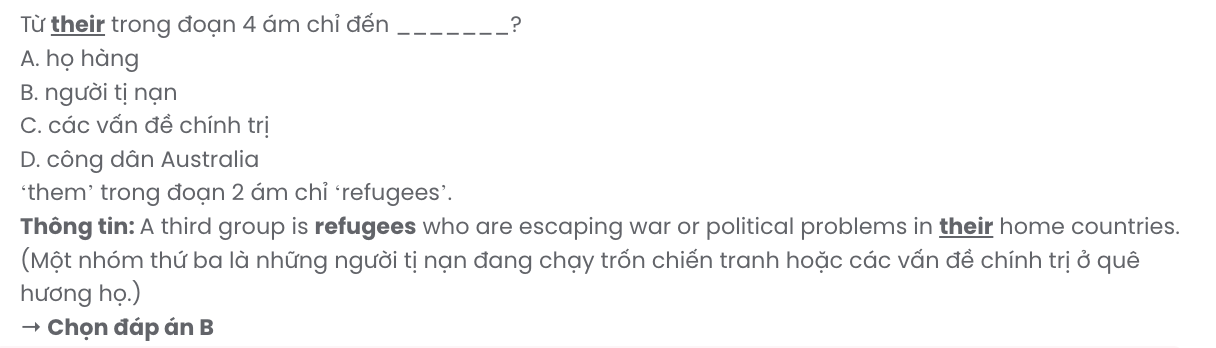 Từ their trong đoạn 4 ám chỉ đến _______?
A. họ hàng
B. người tị nạn
C. các vấn đề chính trị
D. công dân Australia
‘them’ trong đoạn 2 ám chỉ ‘refugees’.
Thông tin: A third group is refugees who are escaping war or political problems in their home countries.
(Một nhóm thứ ba là những người tị nạn đang chạy trốn chiến tranh hoặc các vấn đề chính trị ở quê
hương họ.)
→ Chọn đáp án B